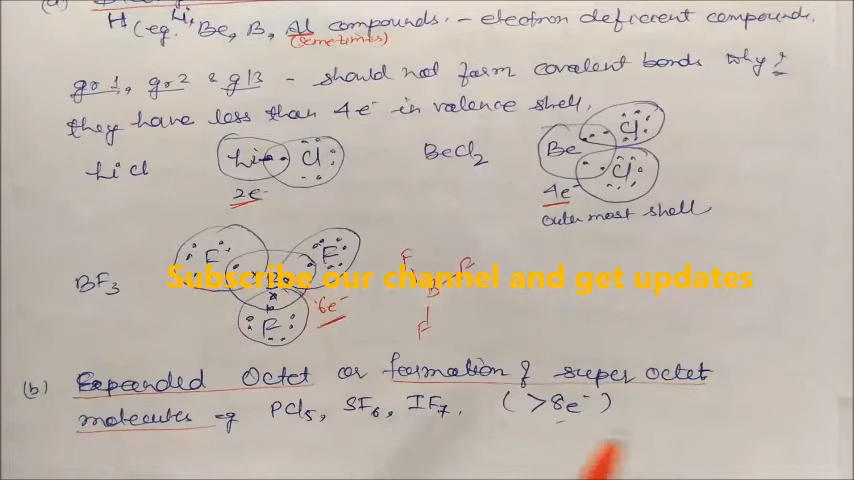 (a)
H (eg. Li, Be, B, Al compounds. - electron deficient compounds.
(sometimes)
gr 1, gr 2 & g 13 - should not form covalent bonds why?
they have less than 4e⁻ in valence shell.
LiCl
Li Cl
2e⁻
BeCl₂
Be Cl
Cl
4e⁻
outer most shell
BF₃
F F
B
F
6e⁻
F F
B
F
Subscribe our channel and get updates
(b) Expanded Octet or formation of super octet
molecules eg PCl₅, SF₆, IF₇. ( >8e⁻ )